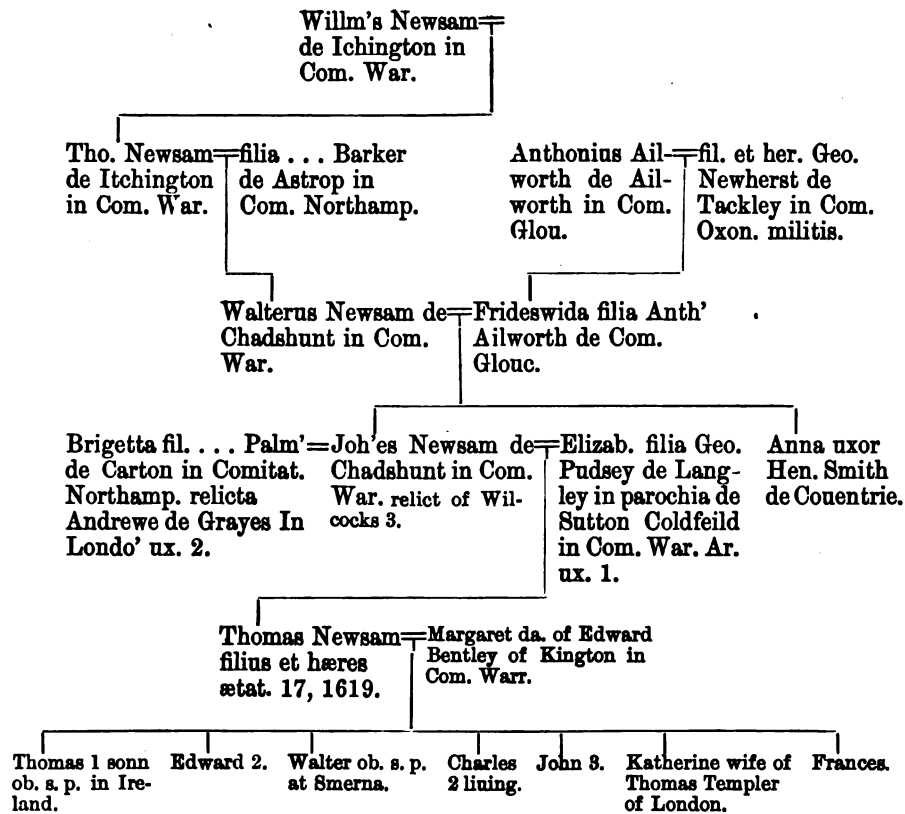 Willm's Newsam
de Ichington in
Com. War.
Tho. Newsam
de Itchington
in Com. War.
filia . . . Barker
de Astrop in
Com. Northamp.
Anthonius Ail-
worth de Ail-
worth in Com.
Glou.
fil. et her. Geo.
Newherst de
Tackley in Com.
Oxon. militis.
Walterus Newsam de
Chadshunt in Com.
War.
Frideswida filia Anth'
Ailworth de Com.
Glouc.
Brigetta fil. . . . Palm'
de Carton in Comitat.
Northamp. relicta
Andrewe de Grayes In
Londo' ux. 2.
Joh'es Newsam de
Chadshunt in Com.
War. relict of Wil-
cocks 3.
Elizab. filia Geo.
Pudsey de Lang-
ley in parochia de
Sutton Coldfeild
in Com. War. Ar.
ux. 1.
Anna uxor
Hen. Smith
de Couentrie.
Thomas Newsam
filius et hæres
ætat. 17, 1619.
Margaret da. of Edward
Bentley of Kington in
Com. Warr.
Thomas 1 sonn
ob. s. p. in Ire-
land.
Edward 2.
Walter ob. s. p.
at Smerna.
Charles
2 liuing.
John 3.
Katherine wife of
Thomas Templer
of London.
Frances.